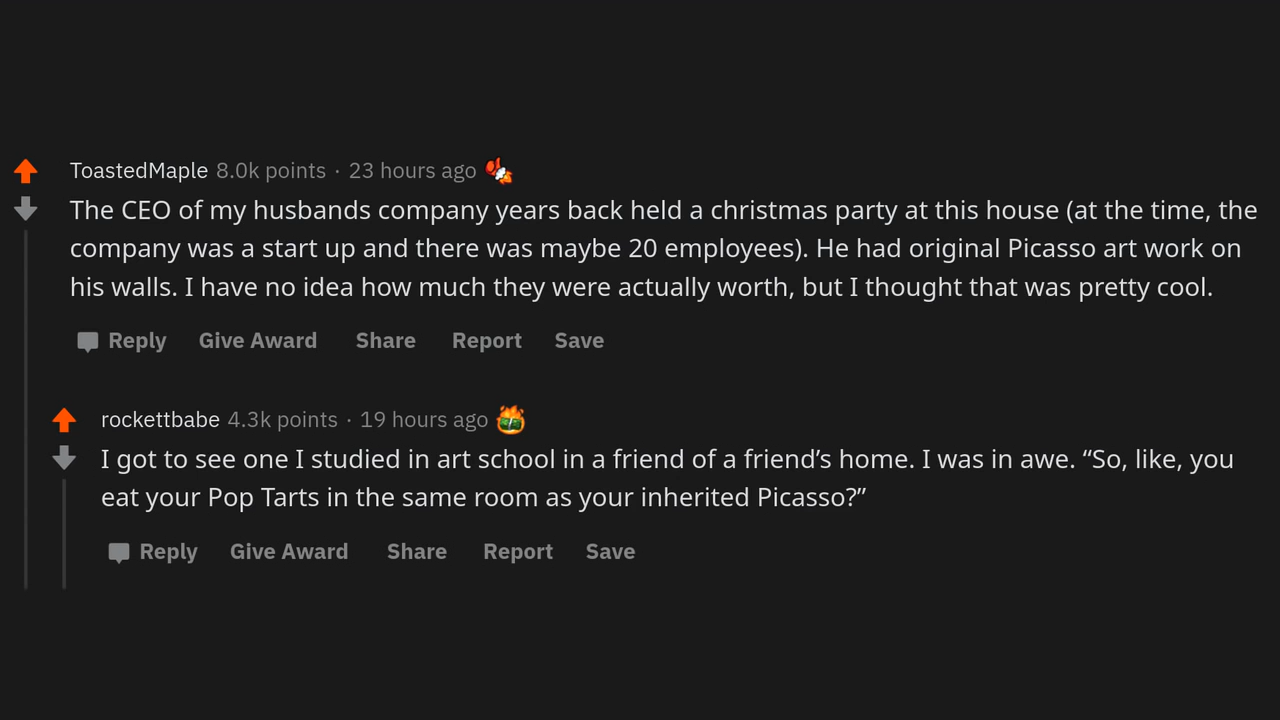 ToastedMaple 8.0k points · 23 hours ago
The CEO of my husbands company years back held a christmas party at this house (at the time, the
company was a start up and there was maybe 20 employees). He had original Picasso art work on
his walls. I have no idea how much they were actually worth, but I thought that was pretty cool.
Reply Give Award Share Report Save
rockettbabe 4.3k points · 19 hours ago
I got to see one I studied in art school in a friend of a friend’s home. I was in awe. “So, like, you
eat your Pop Tarts in the same room as your inherited Picasso?”
Reply Give Award Share Report Save